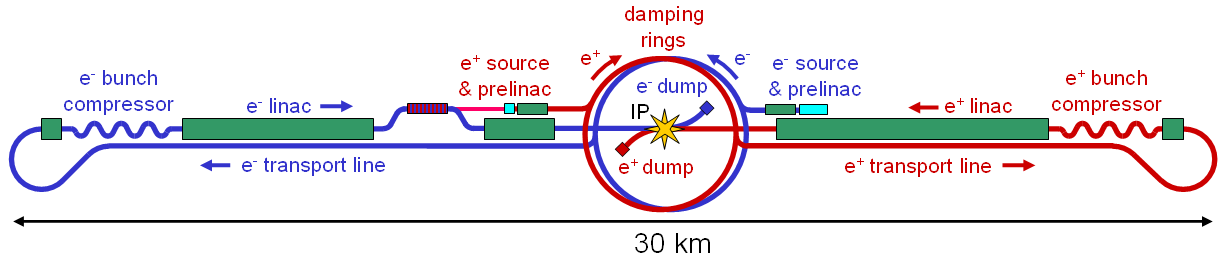 damping
rings
e⁺ source
& prelinac
e⁺
e⁻
e⁻ source
& prelinac
e⁻ bunch
compressor
e⁺ bunch
compressor
e⁻ dump
e⁻ linac
IP
e⁺ linac
e⁻ transport line
e⁺ dump
e⁺ transport line
30 km